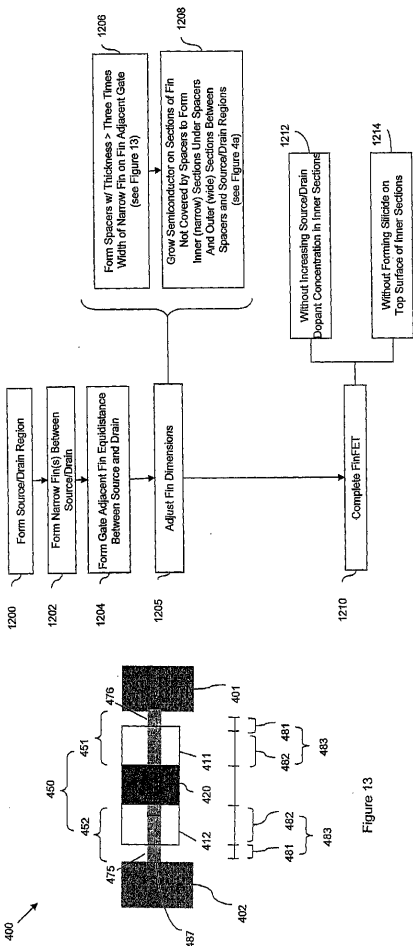 1200
Form Source/Drain Region
1202
Form Narrow Fin(s) Between
Source/Drain
1204
Form Gate Adjacent Fin Equidistance
Between Source and Drain
1205
Adjust Fin Dimensions
1206
Form Spacers w/ Thickness > Three Times
Width of Narrow Fin on Fin Adjacent Gate
(see Figure 13)
1208
Grow Semiconductor on Sections of Fin
Not Covered by Spacers to Form
Inner (narrow) Sections Under Spacers
And Outer (wide) Sections Between
Spacers and Source/Drain Regions
(see Figure 4a)
1210
Complete FinFET
1212
Without Increasing Source/Drain
Dopant Concentration in Inner Sections
1214
Without Forming Silicide on
Top Surface of Inner Sections
400
450
452
451
475
476
487
402
412
420
411
401
481
482
482
481
483
483
Figure 13